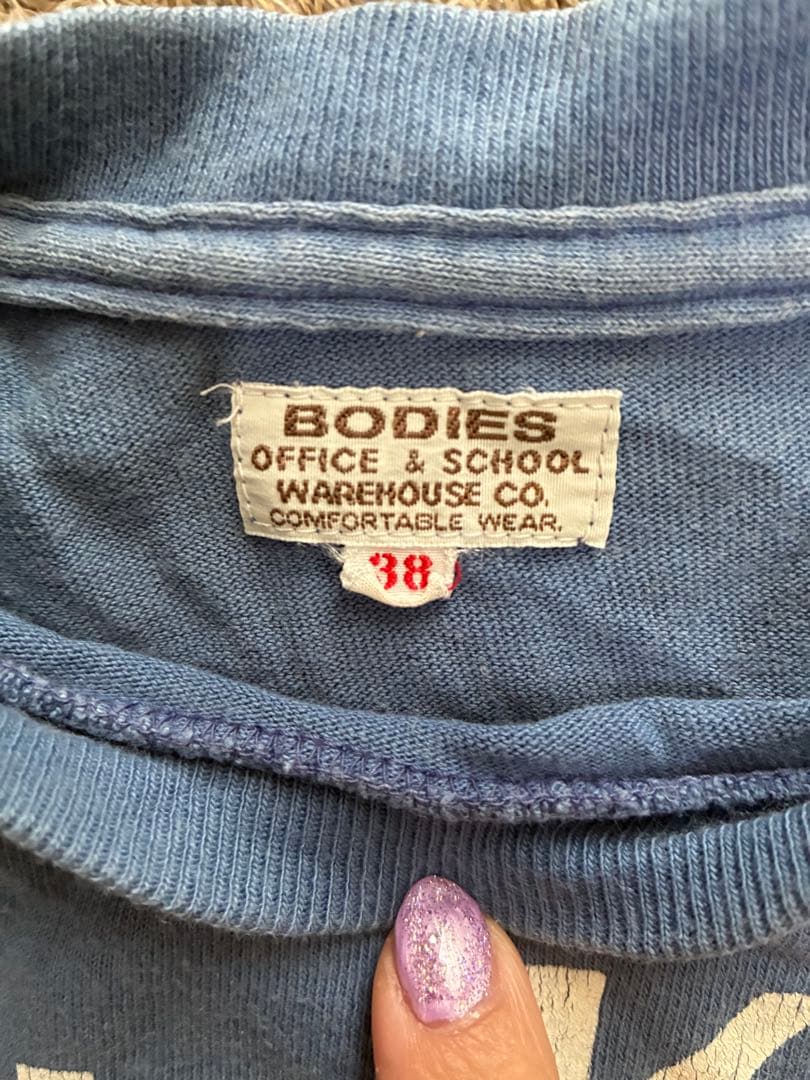 BODIES
OFFICE & SCHOOL
WAREHOUSE CO.
COMFORTABLE WEAR.
38